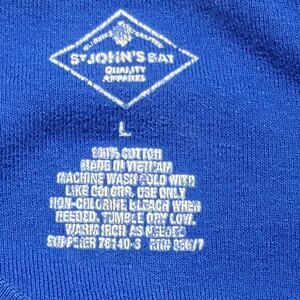 ST JOHN'S BAY
QUALITY
APPAREL
L
100% COTTON
MADE IN VIETNAM
MACHINE WASH COLD WITH
LIKE COLORS. USE ONLY
NON-CHLORINE BLEACH WHEN
NEEDED. TUMBLE DRY LOW.
WARM IRON AS NEEDED
SUPPLIER 78140-3